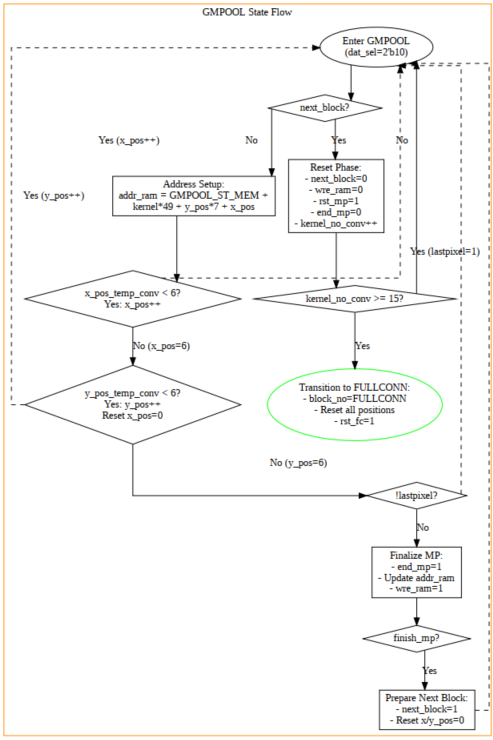 GMPOOL State Flow
Enter GMPOOL
(dat_sel=2'b10)
next_block?
Yes (x_pos++)
No
Yes
No
Address Setup:
addr_ram = GMPOOL_ST_MEM +
kernel*49 + y_pos*7 + x_pos
Reset Phase:
- next_block=0
- wre_ram=0
- rst_mp=1
- end_mp=0
- kernel_no_conv++
Yes (y_pos++)
Yes (lastpixel=1)
x_pos_temp_conv < 6?
Yes: x_pos++
kernel_no_conv >= 15?
No (x_pos=6)
Yes
y_pos_temp_conv < 6?
Yes: y_pos++
Reset x_pos=0
Transition to FULLCONN:
- block_no=FULLCONN
- Reset all positions
- rst_fc=1
No (y_pos=6)
!lastpixel?
No
Finalize MP:
- end_mp=1
- Update addr_ram
- wre_ram=1
finish_mp?
Yes
Prepare Next Block:
- next_block=1
- Reset x/y_pos=0